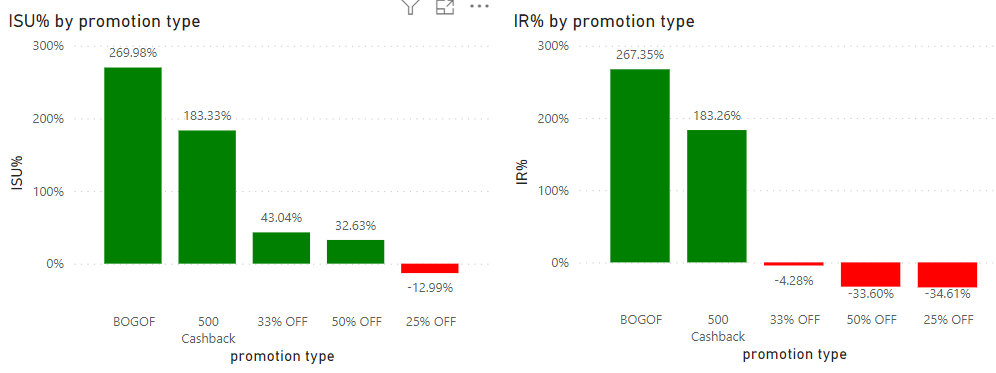 ISU% by promotion type
300%
269.98%
200%
183.33%
ISU%
100%
43.04%
32.63%
0%
-12.99%
BOGOF
500
Cashback
33% OFF
50% OFF
25% OFF
promotion type
IR% by promotion type
300%
267.35%
200%
183.26%
IR%
100%
0%
-4.28%
-33.60%
-34.61%
BOGOF
500
Cashback
33% OFF
50% OFF
25% OFF
promotion type